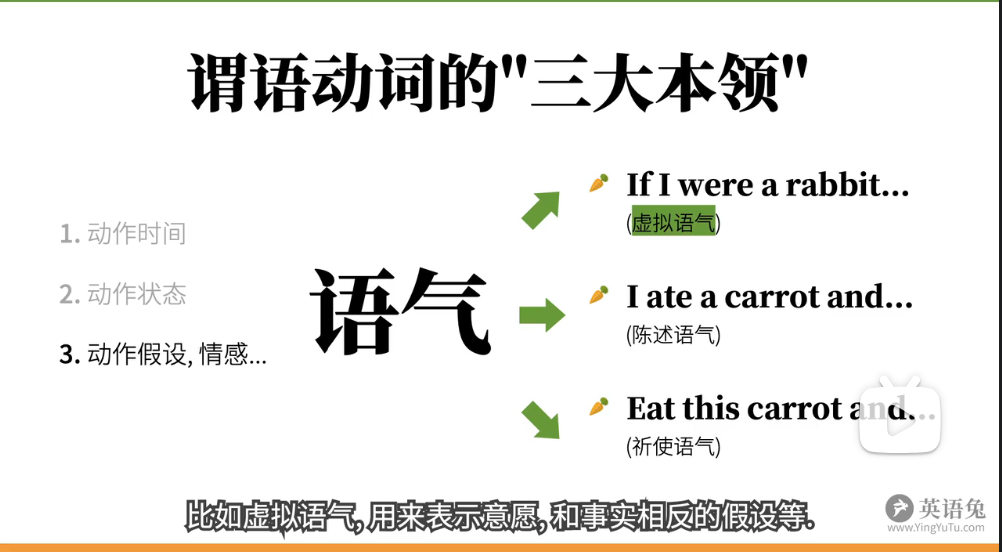 谓语动词的"三大本领"
1. 动作时间
2. 动作状态
3. 动作假设, 情感...
语气
If I were a rabbit...
(虚拟语气)
I ate a carrot and...
(陈述语气)
Eat this carrot and...
(祈使语气)
比如虚拟语气, 用来表示意愿, 和事实相反的假设等.
英语兔
www.YingYuTu.com